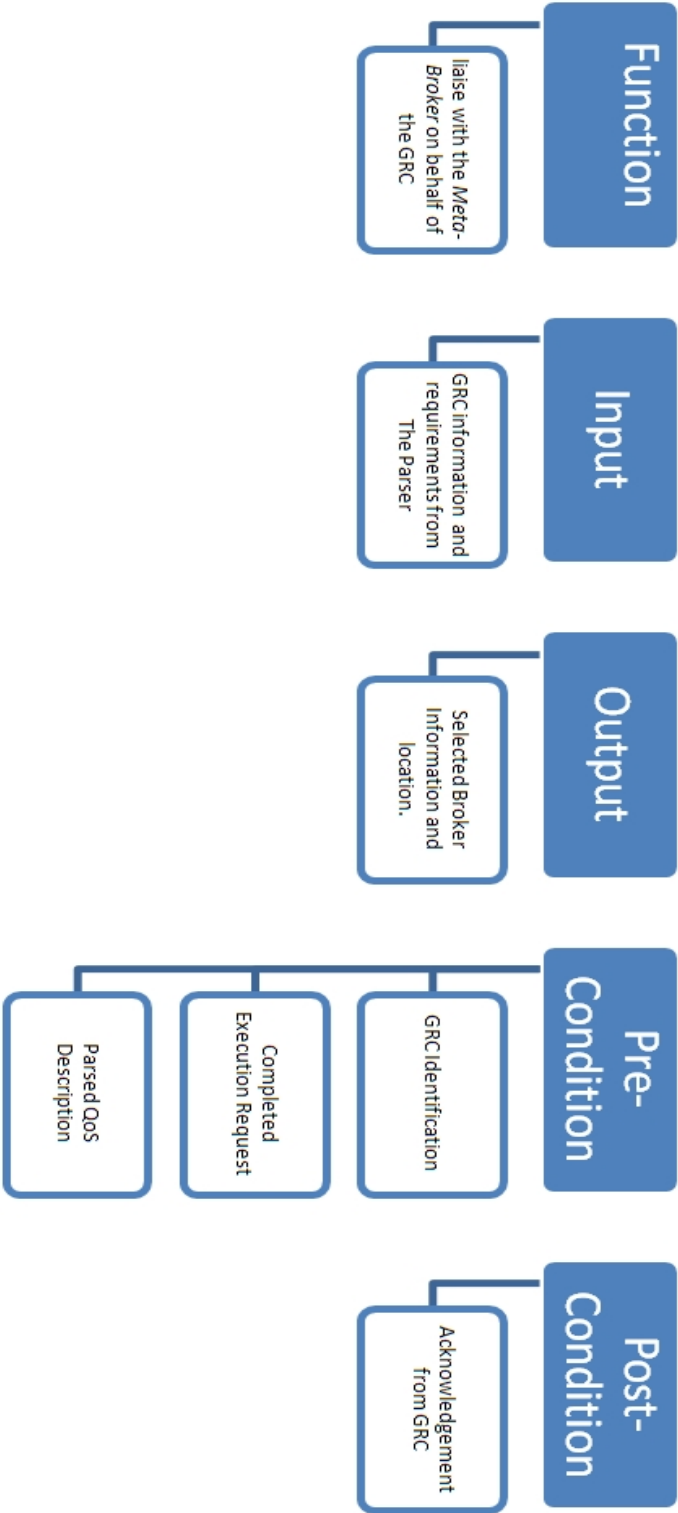 Function
liaise with the Meta-
Broker on behalf of
the GRC
Input
GRC information and
requirements from
The Parser
Output
Selected Broker
Information and
location.
Pre-
Condition
GRC Identification
Completed
Execution Request
Parsed QoS
Description
Post-
Condition
Acknowledgement
from GRC